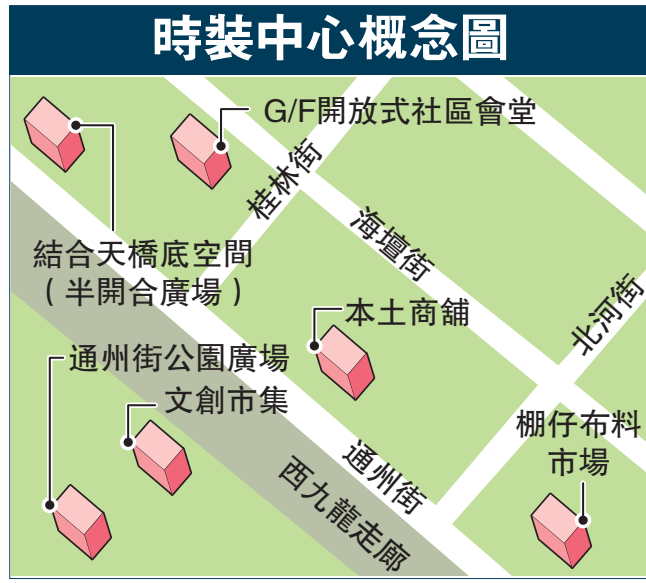 時裝中心概念圖
G/F開放式社區會堂
桂林街
海壇街
結合天橋底空間
（半開合廣場）
北河街
本土商舖
通州街公園廣場
文創市集
棚仔布料
市場
通州街
西九龍走廊